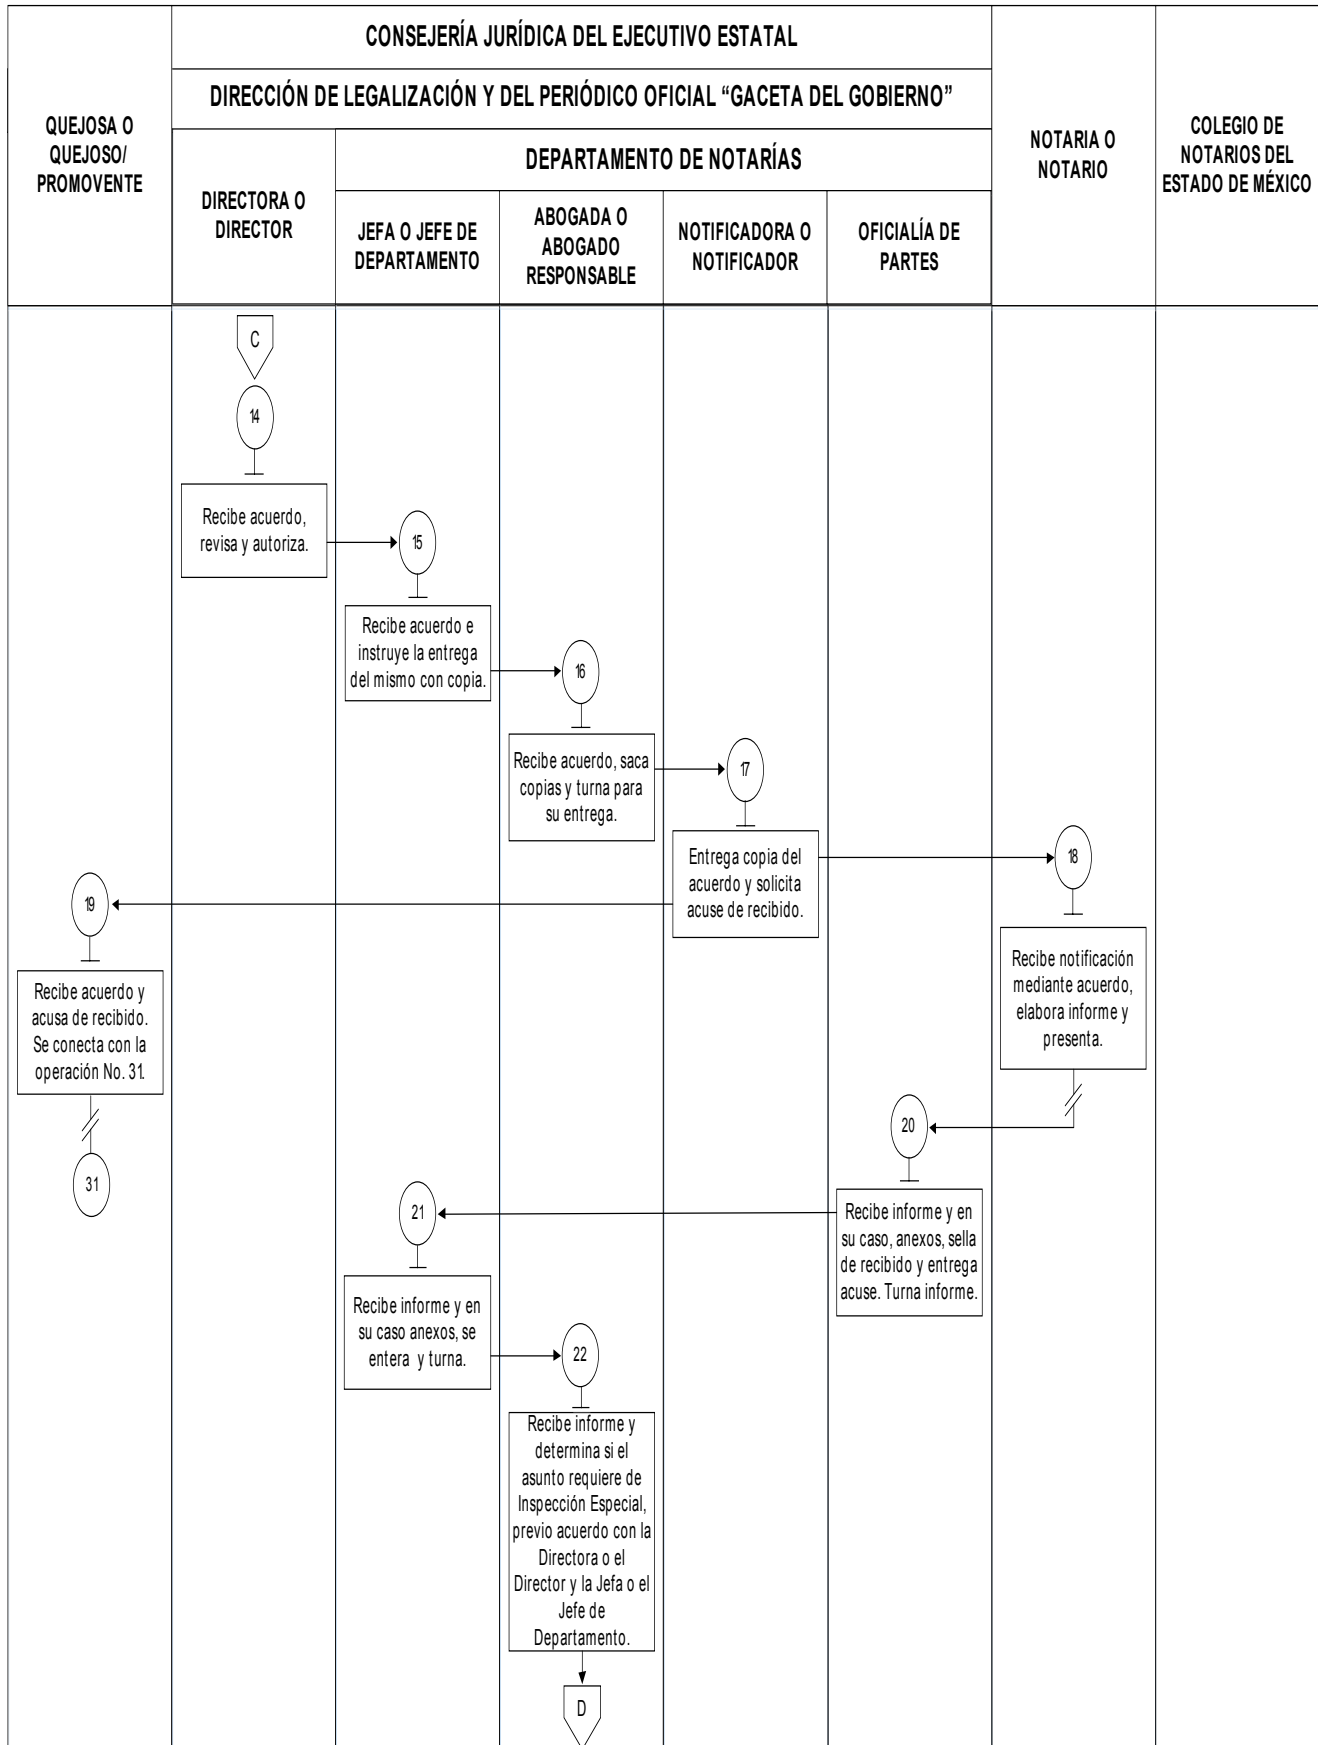 CONSEJERÍA JURÍDICA DEL EJECUTIVO ESTATAL
DIRECCIÓN DE LEGALIZACIÓN Y DEL PERIÓDICO OFICIAL “GACETA DEL GOBIERNO”
QUEJOSA O
QUEJOSO/
PROMOVENTE
DIRECTORA O
DIRECTOR
DEPARTAMENTO DE NOTARÍAS
JEFA O JEFE DE
DEPARTAMENTO
ABOGADA O
ABOGADO
RESPONSABLE
NOTIFICADORA O
NOTIFICADOR
OFICIALÍA DE
PARTES
NOTARIA O
NOTARIO
COLEGIO DE
NOTARIOS DEL
ESTADO DE MÉXICO
C
14
Recibe acuerdo,
revisa y autoriza.
15
Recibe acuerdo e
instruye la entrega
del mismo con copia.
16
Recibe acuerdo, saca
copias y turna para
su entrega.
17
Entrega copia del
acuerdo y solicita
acuse de recibido.
18
Recibe notificación
mediante acuerdo,
elabora informe y
presenta.
19
Recibe acuerdo y
acusa de recibido.
Se conecta con la
operación No. 31.
31
20
Recibe informe y en
su caso, anexos, sella
de recibido y entrega
acuse. Turna informe.
21
Recibe informe y en
su caso anexos, se
entera y turna.
22
Recibe informe y
determina si el
asunto requiere de
Inspección Especial,
previo acuerdo con la
Directora o el
Director y la Jefa o el
Jefe de
Departamento.
D